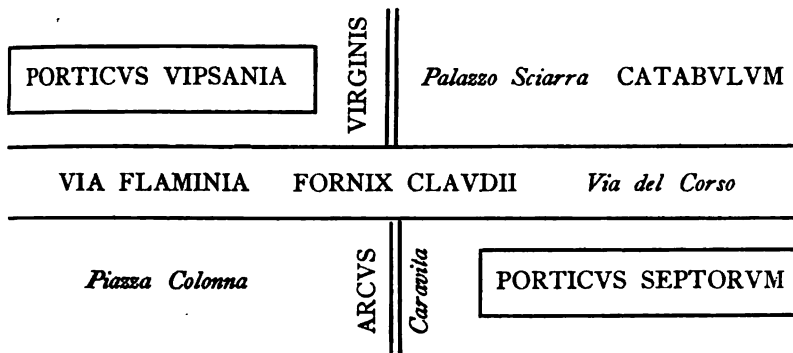 PORTICVS VIPSANIA
VIRGINIS
Palazzo Sciarra CATABVLVM
VIA FLAMINIA FORNIX CLAVDII Via del Corso
Piazza Colonna
ARCVS
Caravita
PORTICVS SEPTORVM